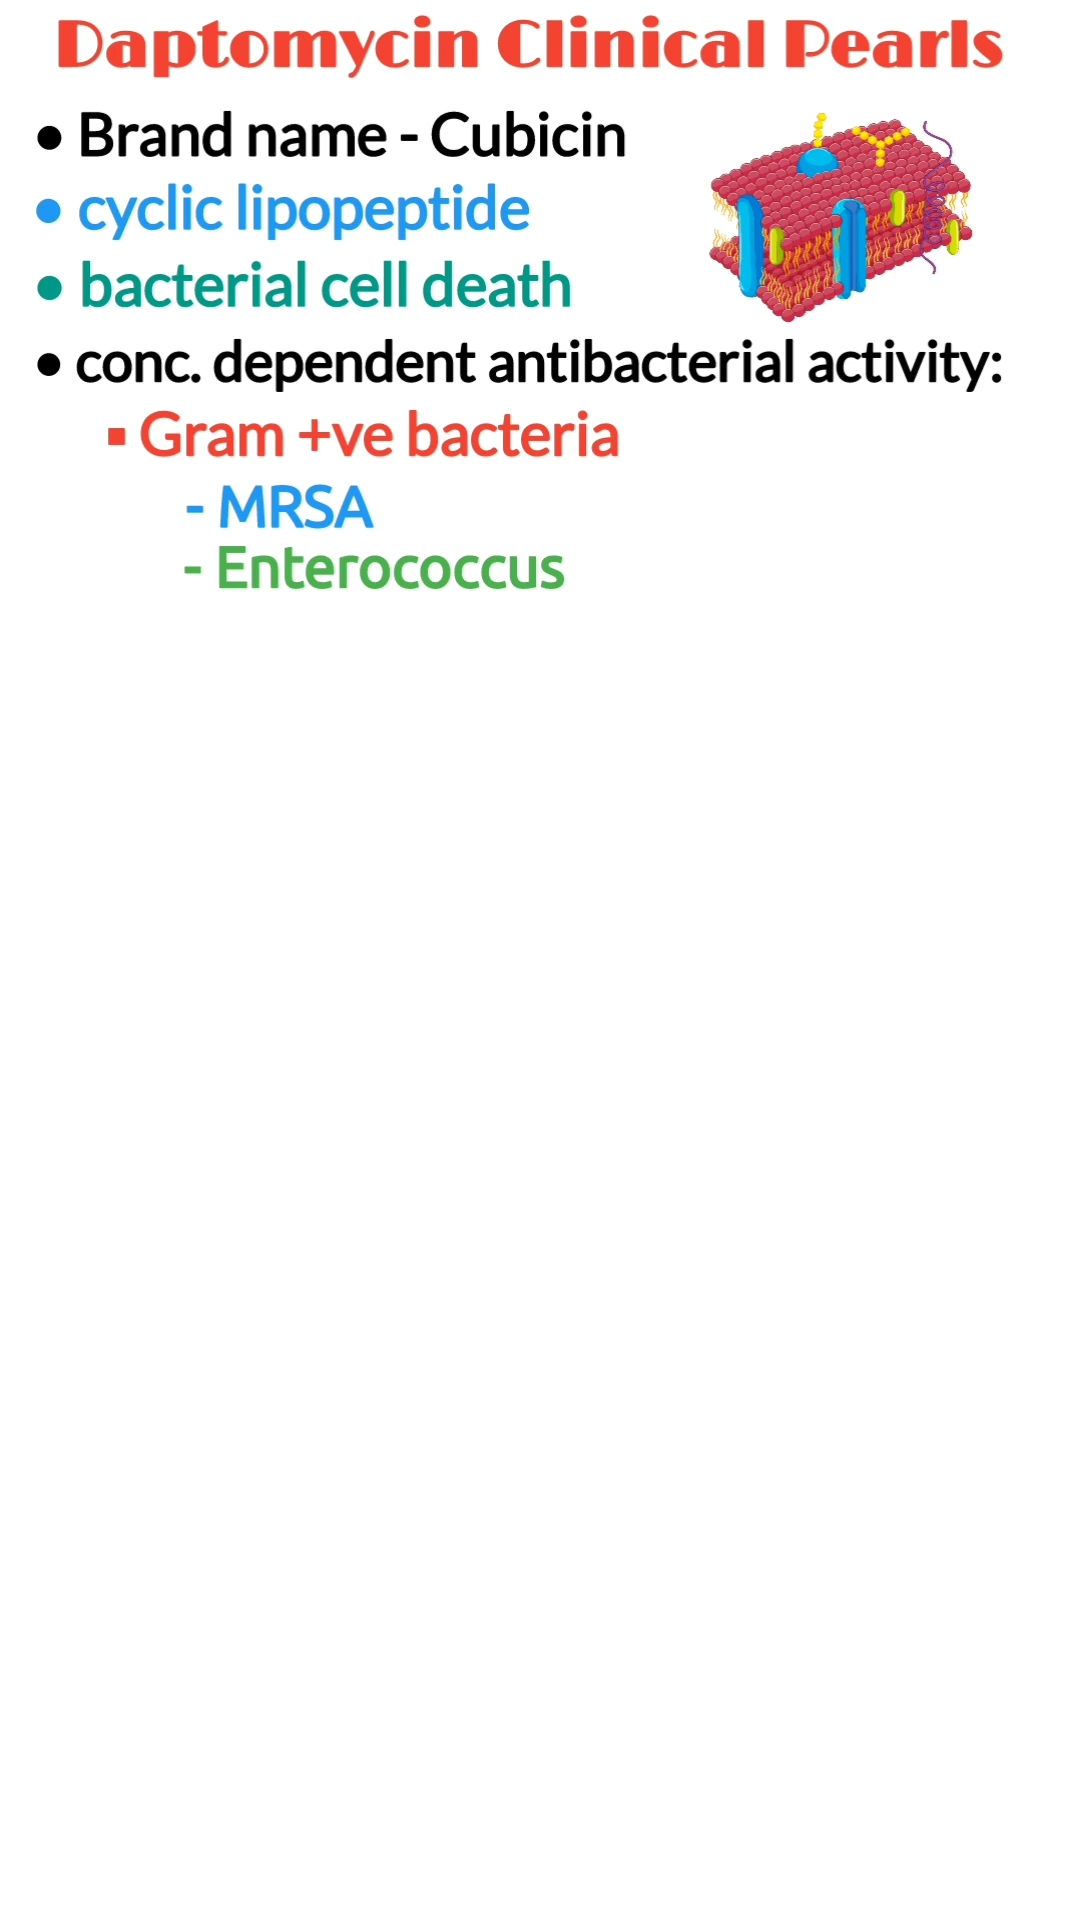 Daptomycin Clinical Pearls
● Brand name - Cubicin
● cyclic lipopeptide
● bacterial cell death
● conc. dependent antibacterial activity:
▪ Gram +ve bacteria
- MRSA
- Enterococcus